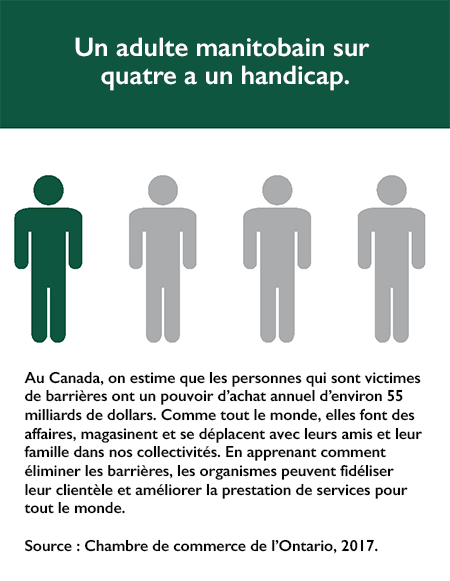 Un adulte manitobain sur
quatre a un handicap.
Au Canada, on estime que les personnes qui sont victimes
de barrières ont un pouvoir d’achat annuel d’environ 55
milliards de dollars. Comme tout le monde, elles font des
affaires, magasinent et se déplacent avec leurs amis et leur
famille dans nos collectivités. En apprenant comment
éliminer les barrières, les organismes peuvent fidéliser
leur clientèle et améliorer la prestation de services pour
tout le monde.
Source : Chambre de commerce de l’Ontario, 2017.